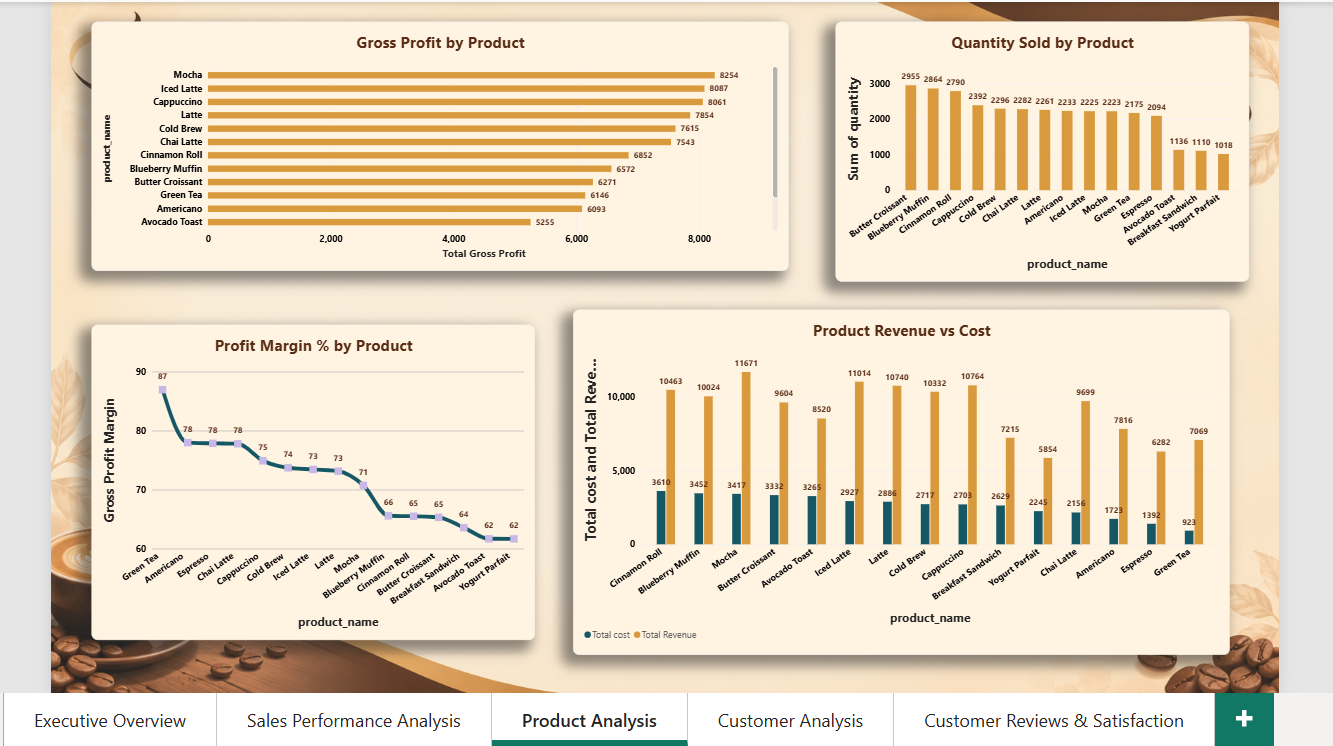 Gross Profit by Product
product_name
Mocha 8254
Iced Latte 8087
Cappuccino 8061
Latte 7854
Cold Brew 7615
Chai Latte 7543
Cinnamon Roll 6852
Blueberry Muffin 6572
Butter Croissant 6271
Green Tea 6146
Americano 6093
Avocado Toast 5255
0 2,000 4,000 6,000 8,000
Total Gross Profit
Quantity Sold by Product
Sum of quantity
3000
2000
1000
0
2955 2864 2790 2392 2296 2282 2261 2233 2225 2223 2175 2094 1136 1110 1018
Butter Croissant
Blueberry Muffin
Cinnamon Roll
Cappuccino
Cold Brew
Chai Latte
Latte
Americano
Iced Latte
Mocha
Green Tea
Espresso
Avocado Toast
Breakfast Sandwich
Yogurt Parfait
product_name
Profit Margin % by Product
Gross Profit Margin
90
80
70
60
87 78 78 78 75 74 73 73 71 66 65 65 64 62 62
Green Tea
Americano
Espresso
Chai Latte
Cappuccino
Cold Brew
Iced Latte
Latte
Mocha
Blueberry Muffin
Cinnamon Roll
Butter Croissant
Breakfast Sandwich
Avocado Toast
Yogurt Parfait
product_name
Product Revenue vs Cost
Total cost and Total Reve...
10,000
5,000
0
3610 10463
3452 10024
3417 11671
3332 9604
3265 8520
2927 11014
2886 10740
2717 10332
2703 10764
2629 7215
2245 5854
2156 9699
1723 7816
1392 6282
923 7069
Cinnamon Roll
Blueberry Muffin
Mocha
Butter Croissant
Avocado Toast
Iced Latte
Latte
Cold Brew
Cappuccino
Breakfast Sandwich
Yogurt Parfait
Chai Latte
Americano
Espresso
Green Tea
product_name
Total cost Total Revenue
Executive Overview
Sales Performance Analysis
Product Analysis
Customer Analysis
Customer Reviews & Satisfaction
+